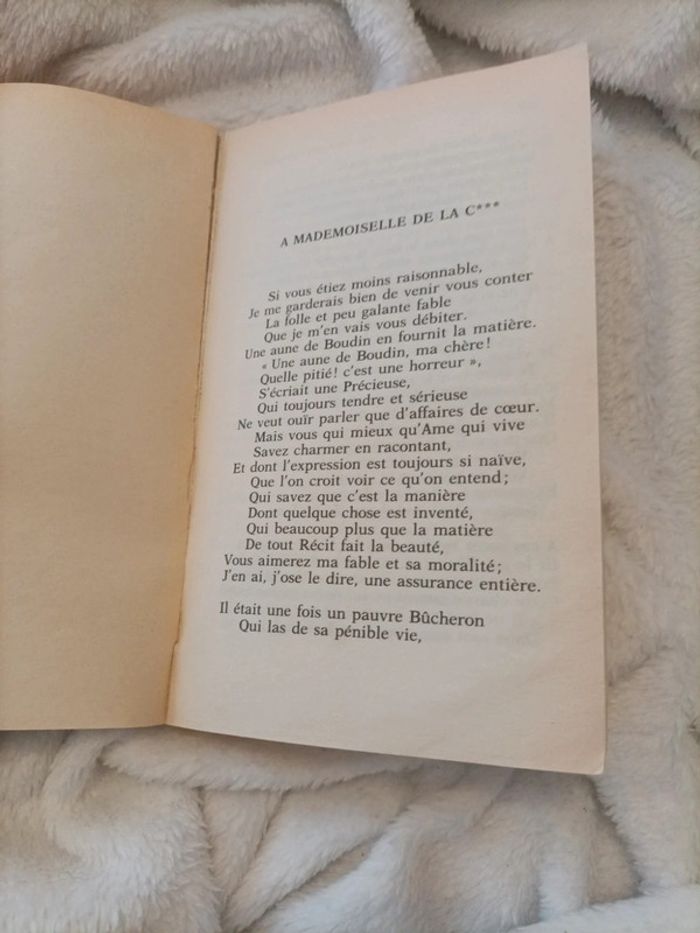 A MADEMOISELLE DE LA C***
Si vous étiez moins raisonnable,
Je me garderais bien de venir vous conter
La folle et peu galante fable
Que je m'en vais vous débiter.
Une aune de Boudin en fournit la matière.
« Une aune de Boudin, ma chère !
Quelle pitié ! c'est une horreur »,
S'écriait une Précieuse,
Qui toujours tendre et sérieuse
Ne veut ouïr parler que d'affaires de cœur.
Mais vous qui mieux qu'Ame qui vive
Savez charmer en racontant,
Et dont l'expression est toujours si naïve,
Que l'on croit voir ce qu'on entend ;
Qui savez que c'est la manière
Dont quelque chose est inventé,
Qui beaucoup plus que la matière
De tout Récit fait la beauté,
Vous aimerez ma fable et sa moralité ;
J'en ai, j'ose le dire, une assurance entière.
Il était une fois un pauvre Bûcheron
Qui las de sa pénible vie,